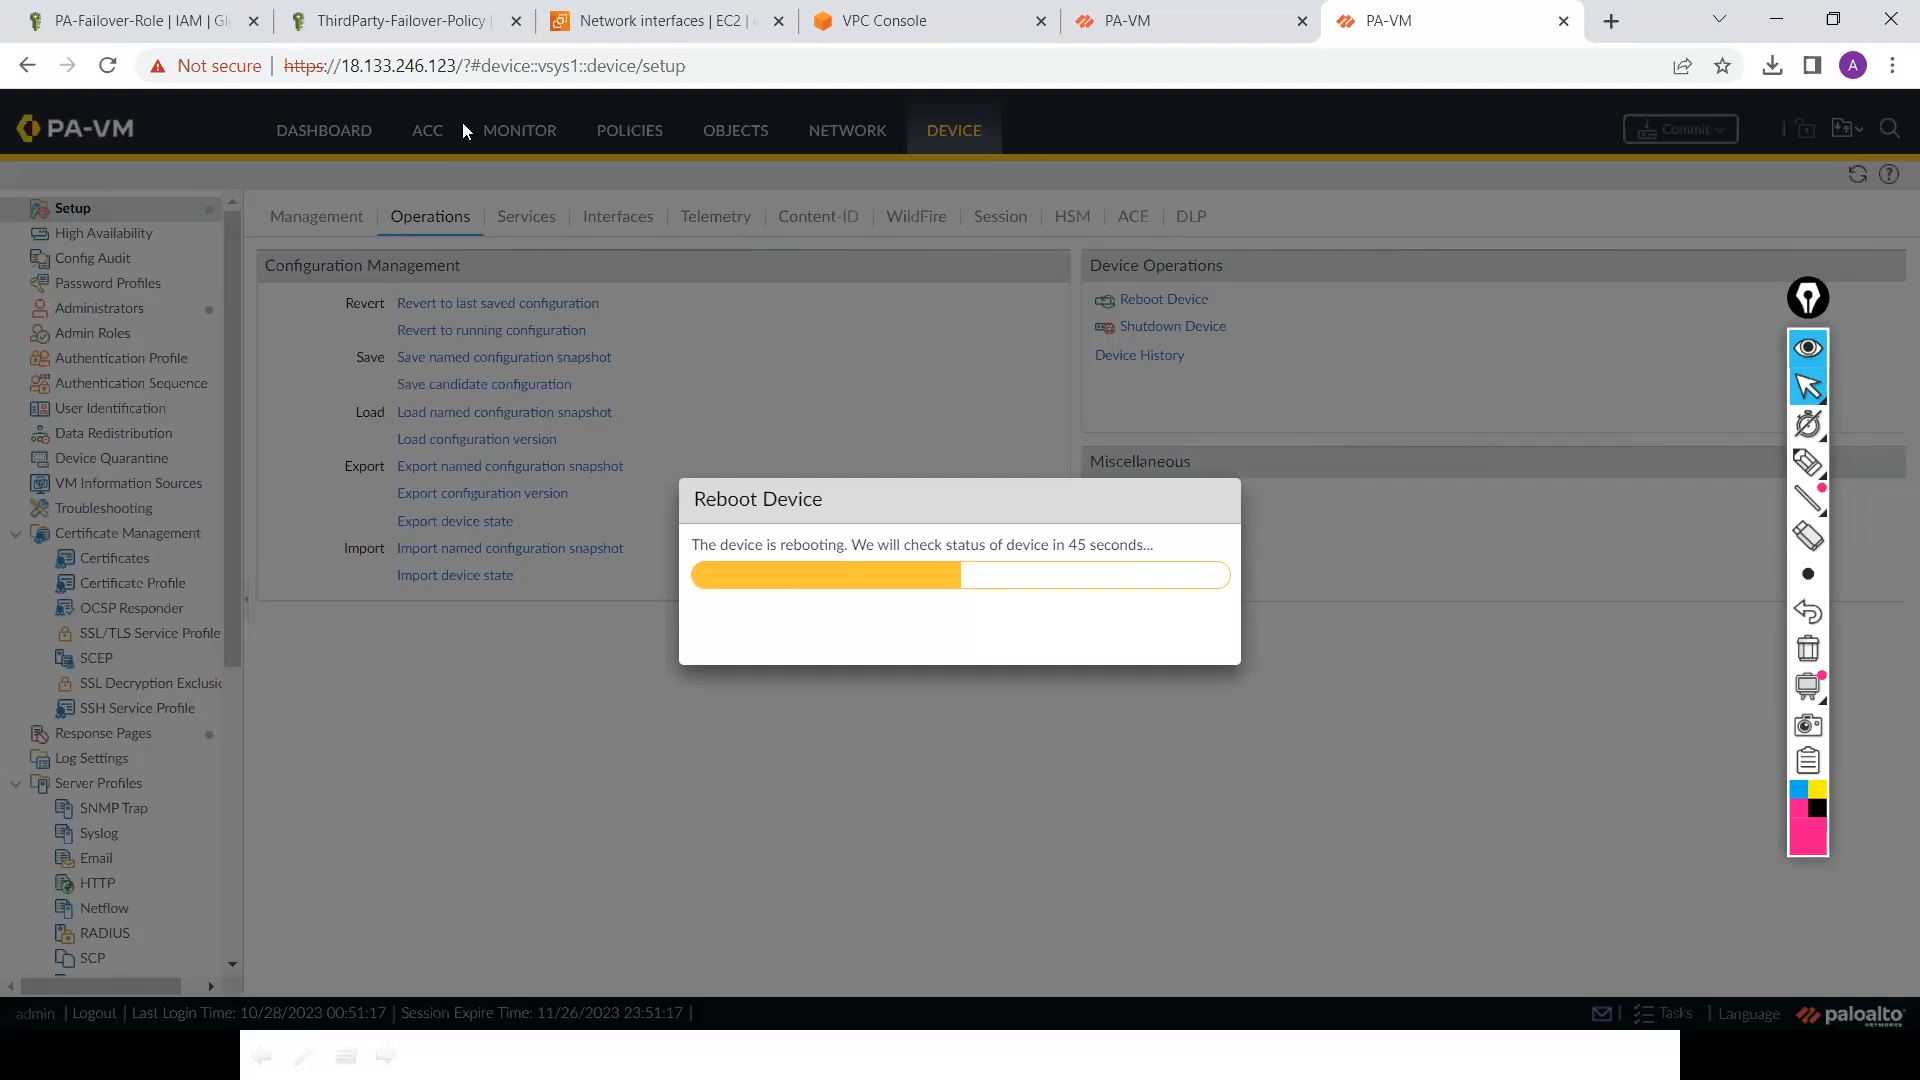 PA-Failover-Role | IAM | Gl
ThirdParty-Failover-Policy |
Network interfaces | EC2 | e
VPC Console
PA-VM
PA-VM
Not secure | https://18.133.246.123/?#device::vsys1::device/setup
A
PA-VM
DASHBOARD ACC MONITOR POLICIES OBJECTS NETWORK DEVICE
Commit
Setup
High Availability
Config Audit
Password Profiles
Administrators
Admin Roles
Authentication Profile
Authentication Sequence
User Identification
Data Redistribution
Device Quarantine
VM Information Sources
Troubleshooting
Certificate Management
Certificates
Certificate Profile
OCSP Responder
SSL/TLS Service Profile
SCEP
SSL Decryption Exclusic
SSH Service Profile
Response Pages
Log Settings
Server Profiles
SNMP Trap
Syslog
Email
HTTP
Netflow
RADIUS
SCP
Management | Operations | Services | Interfaces | Telemetry | Content-ID | WildFire | Session | HSM | ACE | DLP
Configuration Management
Revert Revert to last saved configuration
Revert to running configuration
Save Save named configuration snapshot
Save candidate configuration
Load Load named configuration snapshot
Load configuration version
Export Export named configuration snapshot
Export configuration version
Export device state
Import Import named configuration snapshot
Import device state
Device Operations
Reboot Device
Shutdown Device
Device History
Miscellaneous
Reboot Device
The device is rebooting. We will check status of device in 45 seconds...
admin | Logout | Last Login Time: 10/28/2023 00:51:17 | Session Expire Time: 11/26/2023 23:51:17 |
Tasks | Language
paloalto
NETWORKS